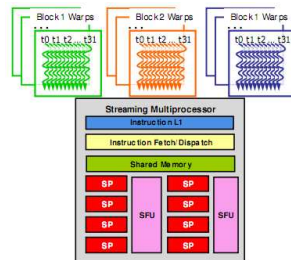 Block1 Warps Block2 Warps Block1 Warps
... ... ...
t0 t1 t2 ... t31 t0 t1 t2 ... t31 t0 t1 t2 ... t31
Streaming Multiprocessor
Instruction L1
Instruction Fetch/Dispatch
Shared Memory
SP SP
SP SP
SFU SFU
SP SP
SP SP